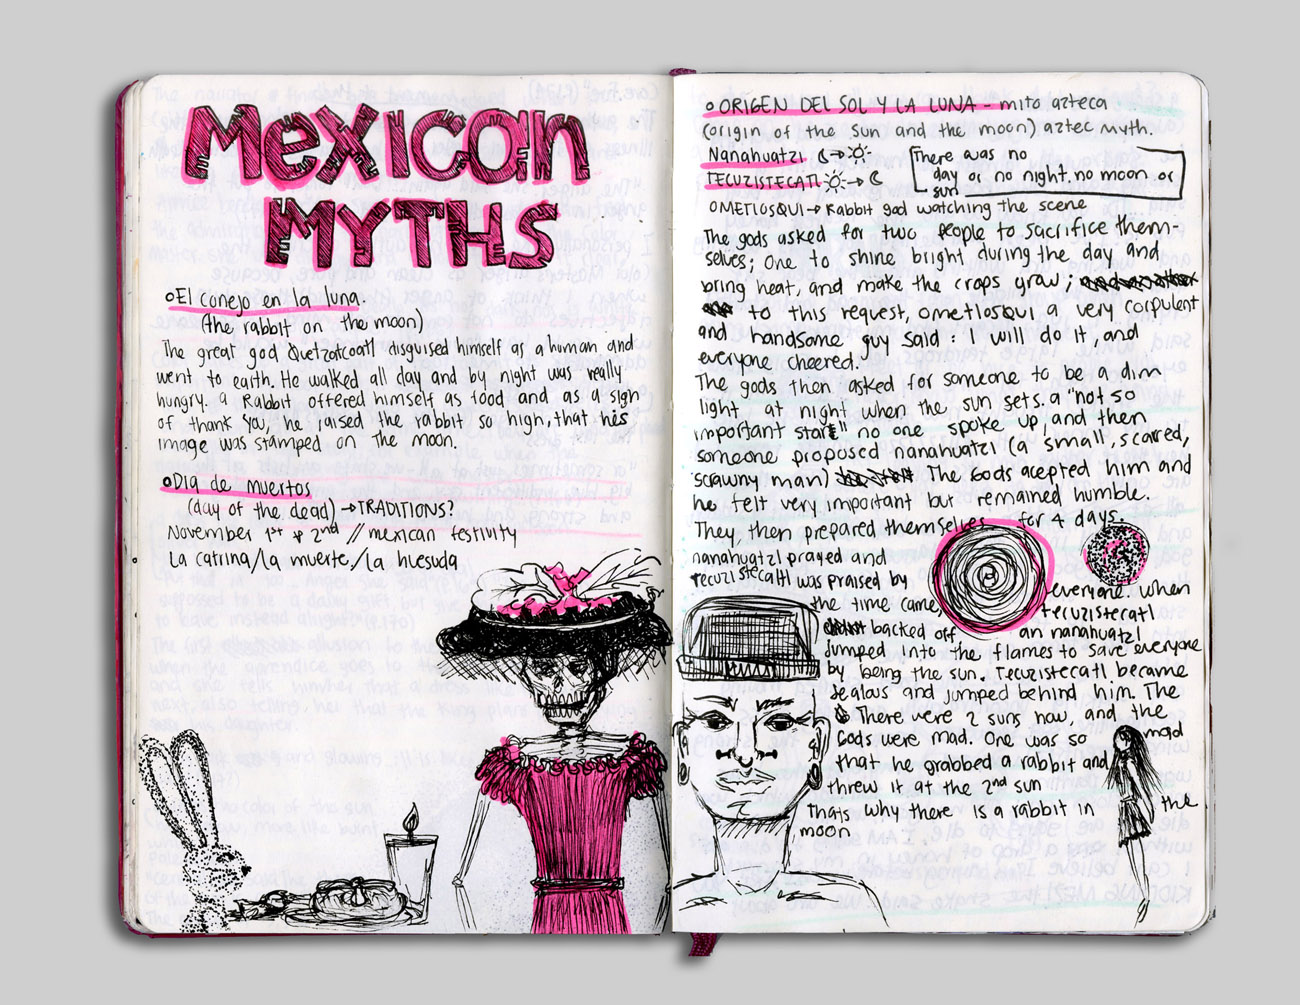 Mexican
MYTHS
El conejo en la luna.
(the rabbit on the moon)
The great god Quetzalcoatl disguised himself as a human and
went to earth. He walked all day and by night was really
hungry. a Rabbit offered himself as food and as a sign
of thank you, he raised the rabbit so high, that his
image was stamped on the moon.
Dia de muertos
(day of the dead) → TRADITIONS?
November 1st & 2nd // mexican festivity
La catrina/la muerte/la huesuda
ORIGEN DEL SOL Y LA LUNA - mito azteca
(origin of the sun and the moon) aztec myth.
Nanahuatzi
TECUZISTECATL
There was no
day or no night, no moon or
sun
OMETLOSQUI → Rabbit god watching the scene
The gods asked for two people to sacrifice them-
selves; One to shine bright during the day and
bring heat, and make the crops grow;
to this request, ometlosQUI a very corpulent
and handsome guy said: I will do it, and
everyone cheered.
The gods then asked for someone to be a dim
light at night when the sun sets. a "not so
important star" no one spoke up, and then
someone proposed nanahuatzi (a small, scarred,
scrawny man) The Gods acepted him and
he felt very important but remained humble.
They then prepared themselves for 4 days.
nanahuatzi prayed and
tecuzistecatl was praised by
everyone. when
the time came, tecuzistecatl
backed off an nanahuatzl
Jumped into the flames to save everyone
by being the sun. Tecuzistecatl became
Jealous and jumped behind him. The
There were 2 suns now, and the
Gods were mad. One was so mad
that he grabbed a rabbit and
threw it at the 2nd sun
Thats why there is a rabbit in the
moon